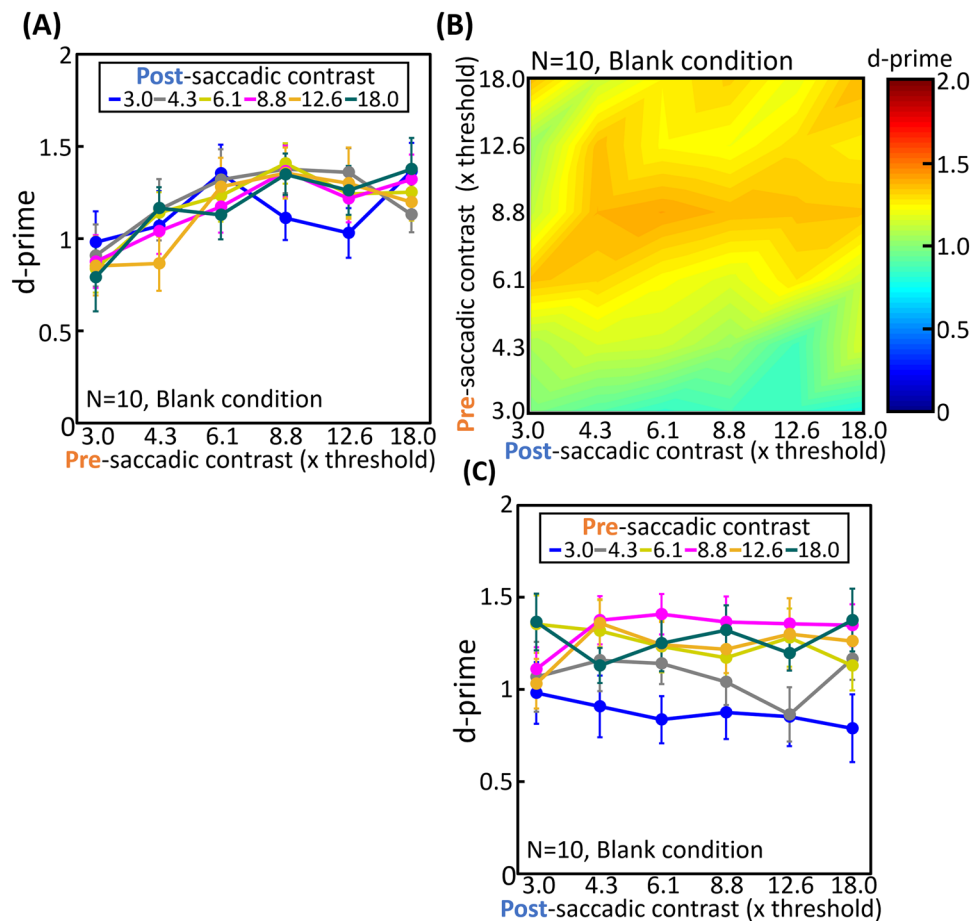 (A)
2
1.5
1
0.5
0
d-prime
Post-saccadic contrast
3.0 4.3 6.1 8.8 12.6 18.0
N=10, Blank condition
3.0 4.3 6.1 8.8 12.6 18.0
Pre-saccadic contrast (x threshold)
(B)
N=10, Blank condition
d-prime
18.0
12.6
8.8
6.1
4.3
3.0
Pre-saccadic contrast (x threshold)
3.0 4.3 6.1 8.8 12.6 18.0
Post-saccadic contrast (x threshold)
2.0
1.5
1.0
0.5
0
(C)
2
1.5
1
0.5
0
d-prime
Pre-saccadic contrast
3.0 4.3 6.1 8.8 12.6 18.0
N=10, Blank condition
3.0 4.3 6.1 8.8 12.6 18.0
Post-saccadic contrast (x threshold)